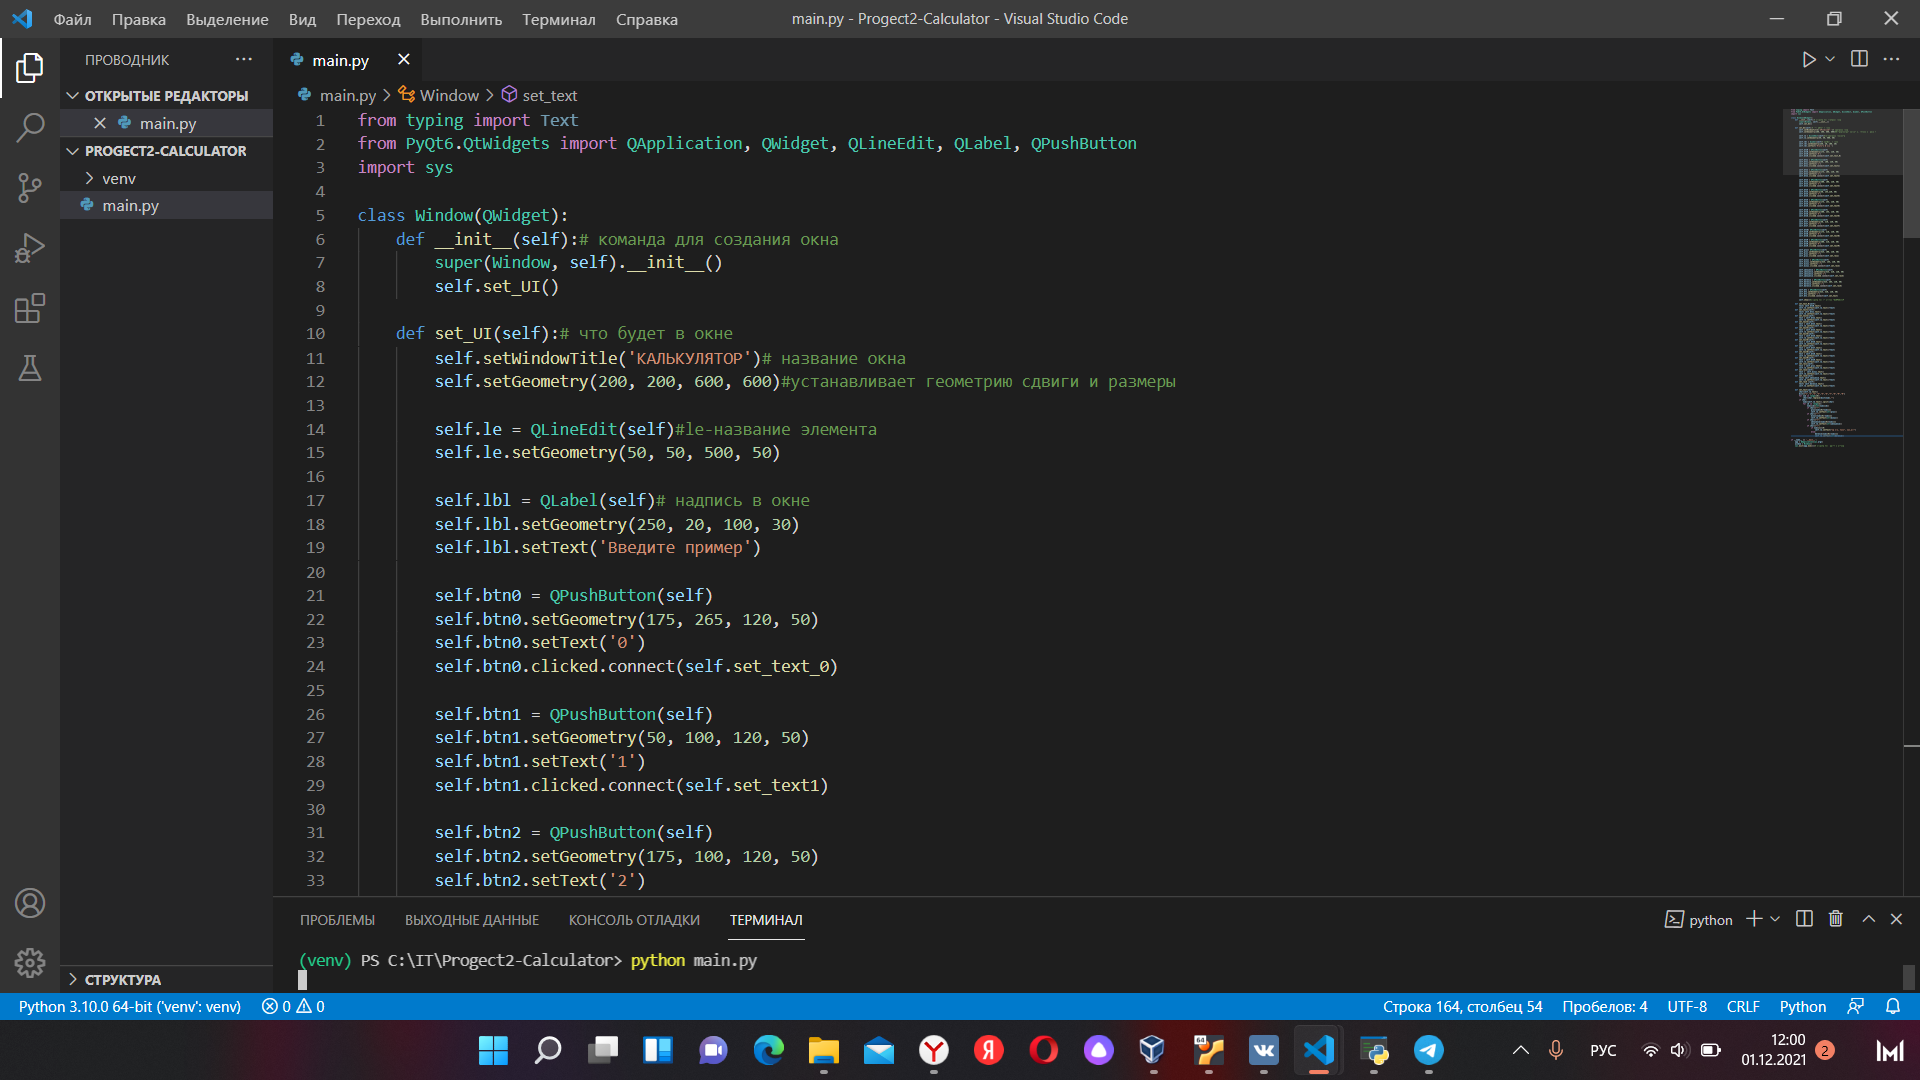 Файл Правка Выделение Вид Переход Выполнить Терминал Справка
main.py - Progect2-Calculator - Visual Studio Code
ПРОВОДНИК
ОТКРЫТЫЕ РЕДАКТОРЫ
main.py
PROGECT2-CALCULATOR
venv
main.py
СТРУКТУРА
main.py
main.py > Window > set_text
1 from typing import Text
2 from PyQt6.QtWidgets import QApplication, QWidget, QLineEdit, QLabel, QPushButton
3 import sys
4
5 class Window(QWidget):
6 def __init__(self):# команда для создания окна
7 super(Window, self).__init__()
8 self.set_UI()
9
10 def set_UI(self):# что будет в окне
11 self.setWindowTitle('КАЛЬКУЛЯТОР')# название окна
12 self.setGeometry(200, 200, 600, 600)#устанавливает геометрию сдвиги и размеры
13
14 self.le = QLineEdit(self)#le-название элемента
15 self.le.setGeometry(50, 50, 500, 50)
16
17 self.lbl = QLabel(self)# надпись в окне
18 self.lbl.setGeometry(250, 20, 100, 30)
19 self.lbl.setText('Введите пример')
20
21 self.btn0 = QPushButton(self)
22 self.btn0.setGeometry(175, 265, 120, 50)
23 self.btn0.setText('0')
24 self.btn0.clicked.connect(self.set_text_0)
25
26 self.btn1 = QPushButton(self)
27 self.btn1.setGeometry(50, 100, 120, 50)
28 self.btn1.setText('1')
29 self.btn1.clicked.connect(self.set_text1)
30
31 self.btn2 = QPushButton(self)
32 self.btn2.setGeometry(175, 100, 120, 50)
33 self.btn2.setText('2')
ПРОБЛЕМЫ ВЫХОДНЫЕ ДАННЫЕ КОНСОЛЬ ОТЛАДКИ ТЕРМИНАЛ
python
(venv) PS C:\IT\Progect2-Calculator> python main.py
Python 3.10.0 64-bit ('venv': venv) 0 0
Строка 164, столбец 54 Пробелов: 4 UTF-8 CRLF Python
64
РУС
12:00
01.12.2021
2